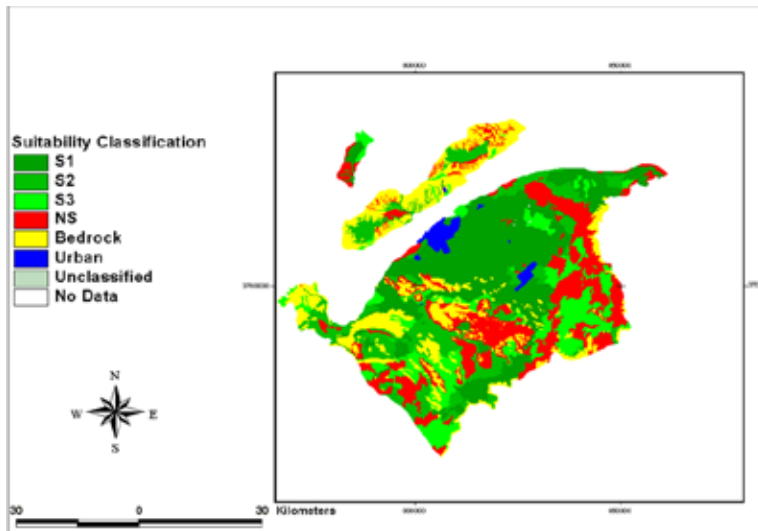 Suitability Classification
S1
S2
S3
NS
Bedrock
Urban
Unclassified
No Data
N
W E
S
30 0 30
Kilometers